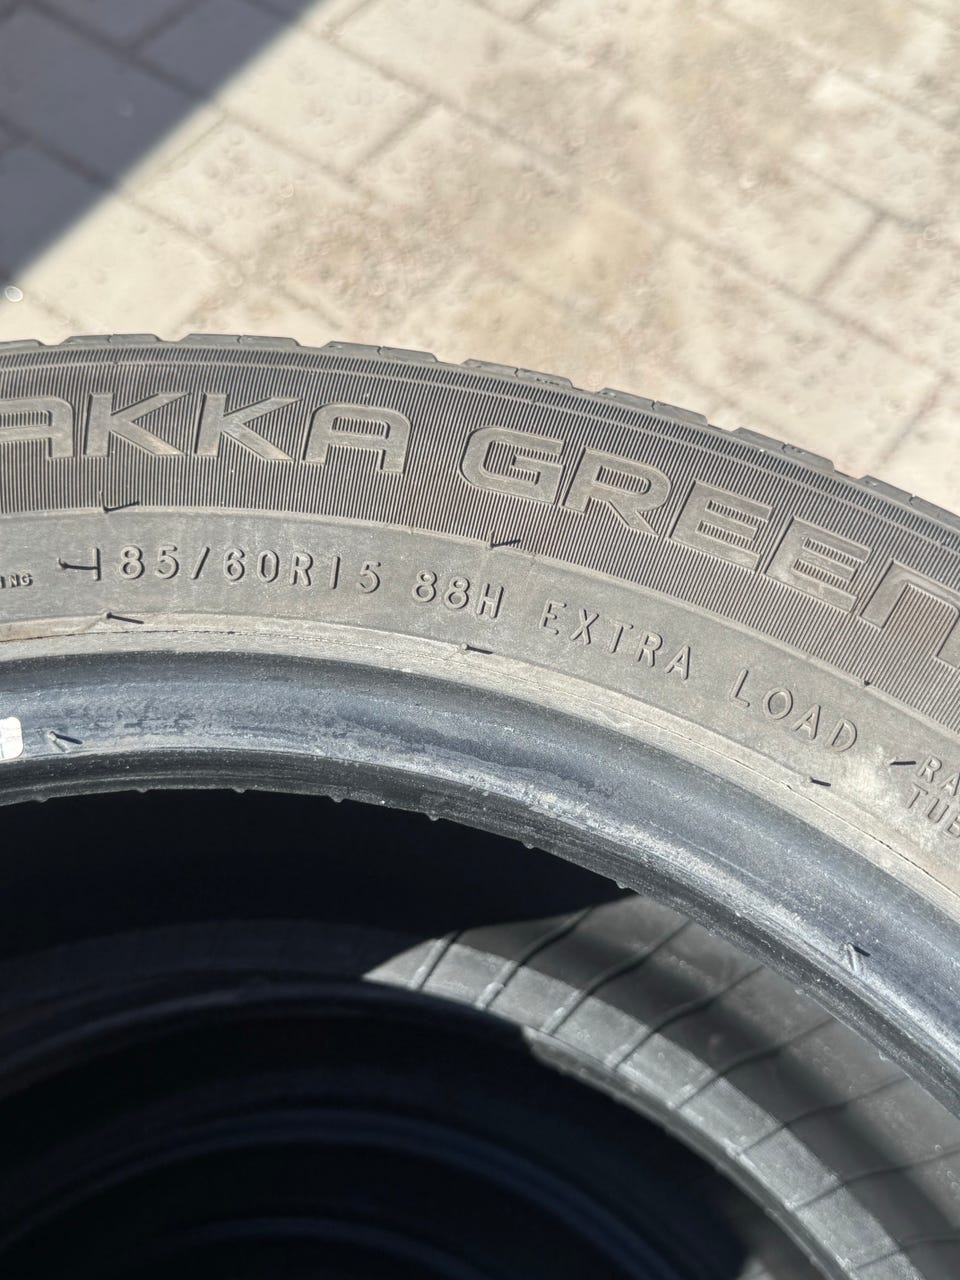 AKKA GREEN
185/60R15 88H EXTRA LOAD